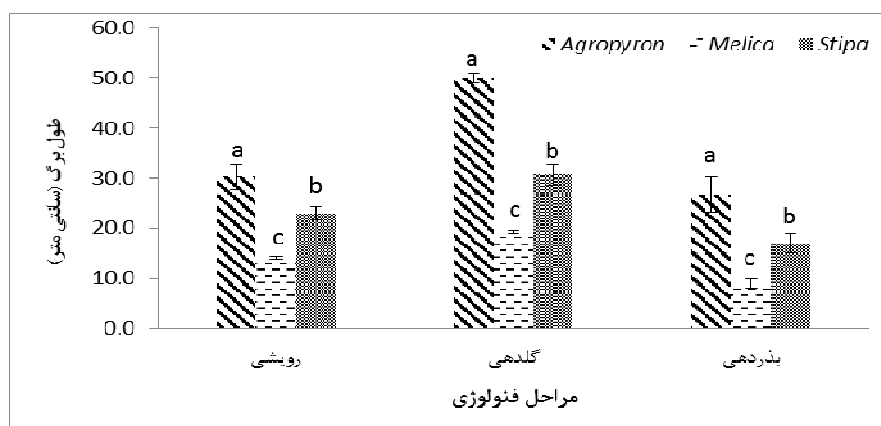 60.0
Agropyron Melica Stipa
50.0
40.0
30.0
20.0
10.0
0.0
طول برگ (سانتی متر)
a c b
a c b
a c b
رویشی گلدهی بذردهی
مراحل فنولوژی